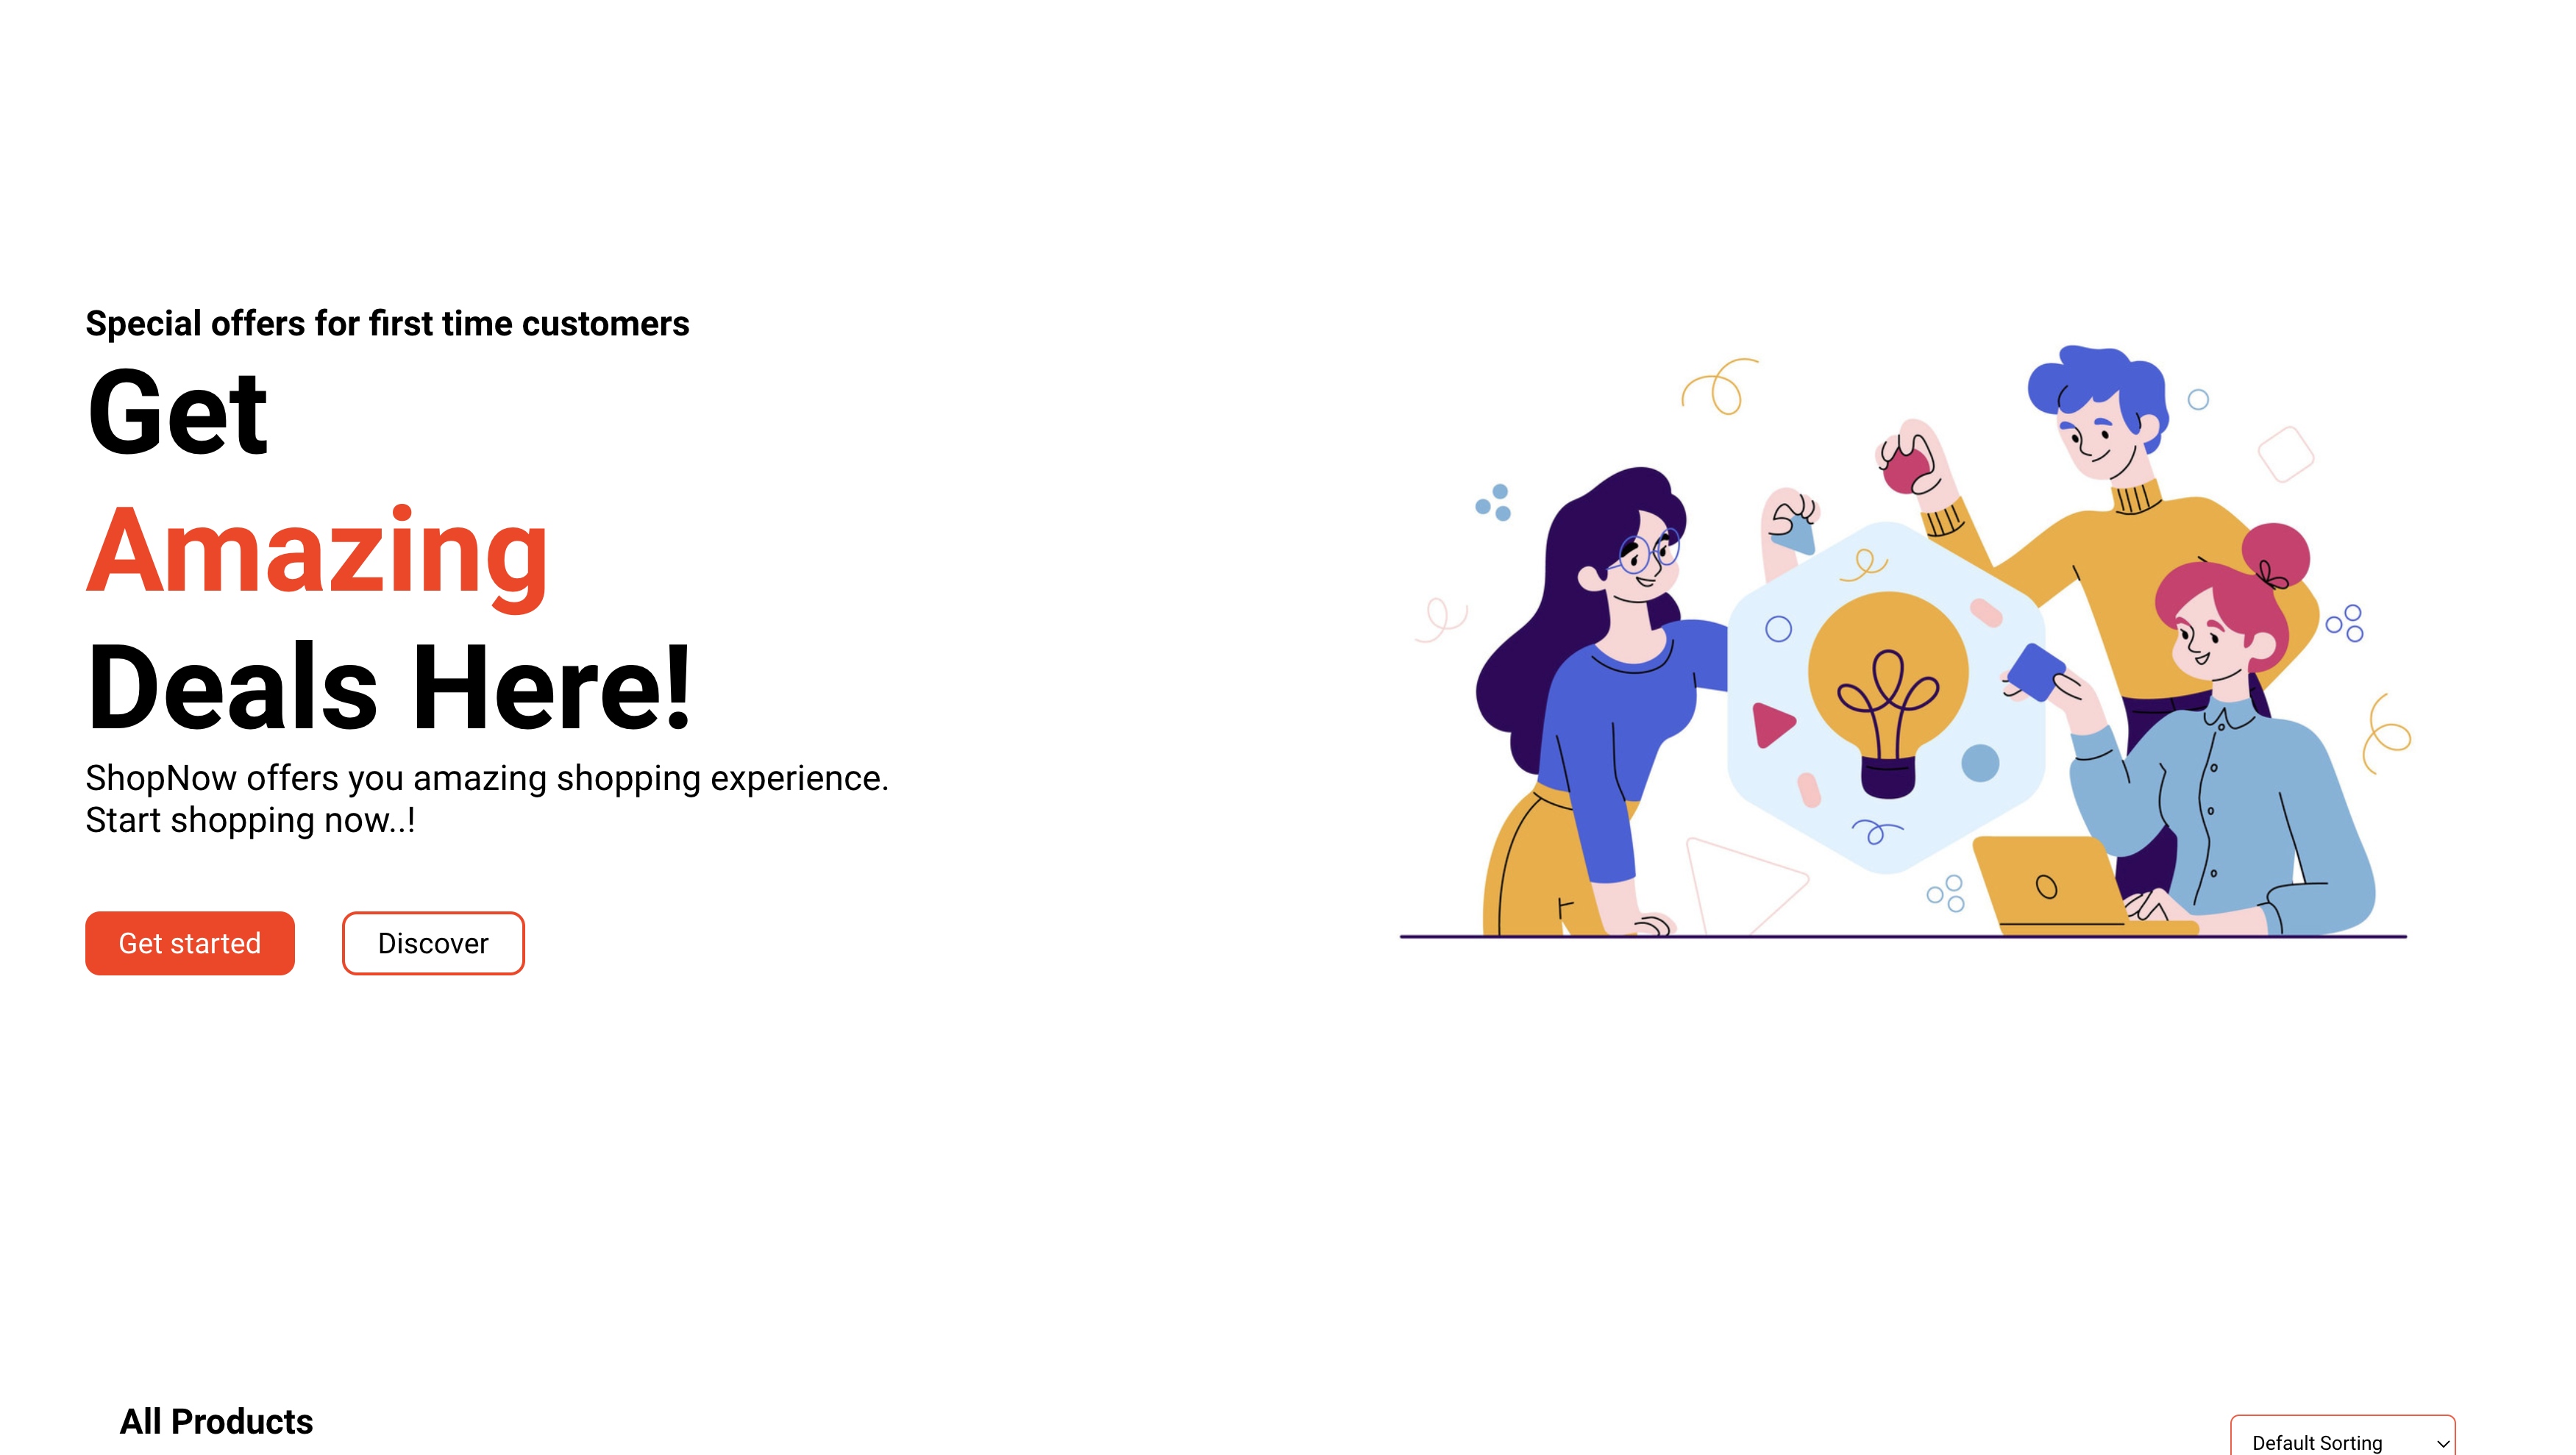 Special offers for first time customers
Get
Amazing
Deals Here!
ShopNow offers you amazing shopping experience.
Start shopping now..!
Get started
Discover
All Products
Default Sorting